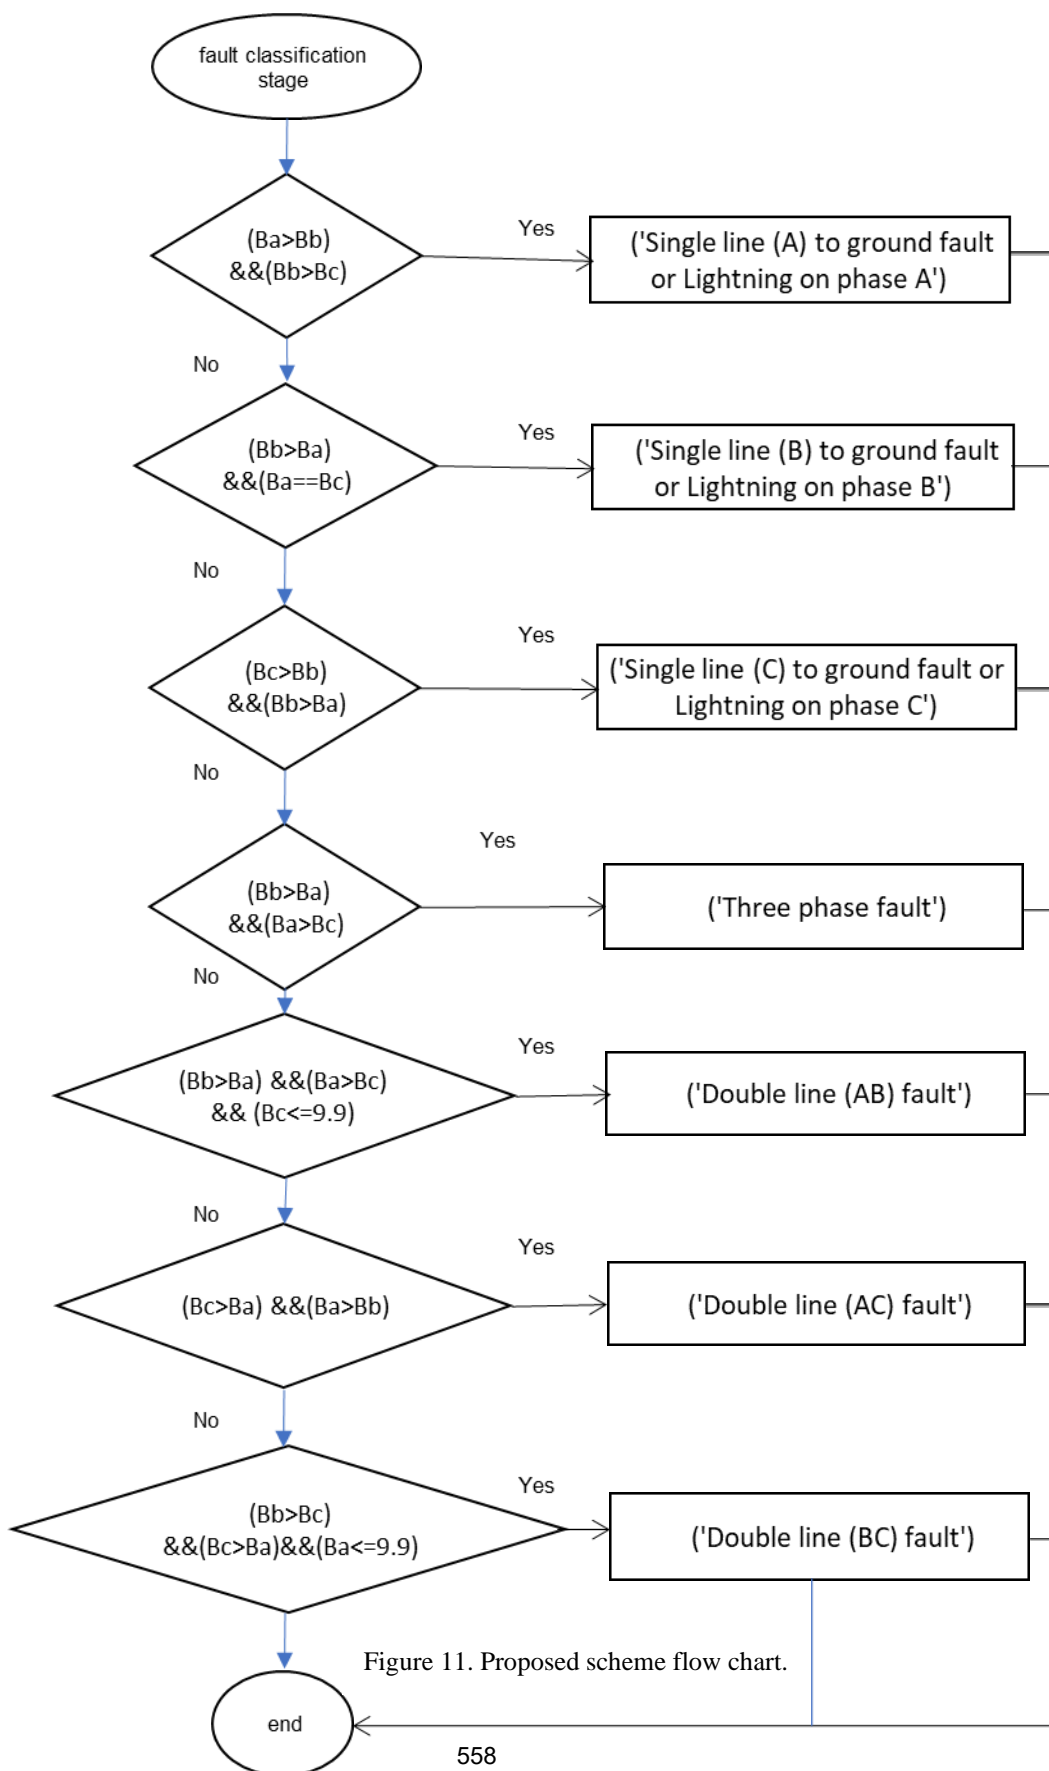 fault classification
stage
(Ba>Bb)
&&(Bb>Bc)
Yes
('Single line (A) to ground fault
or Lightning on phase A')
No
(Bb>Ba)
&&(Ba==Bc)
Yes
('Single line (B) to ground fault
or Lightning on phase B')
No
(Bc>Bb)
&&(Bb>Ba)
Yes
('Single line (C) to ground fault or
Lightning on phase C')
No
(Bb>Ba)
&&(Ba>Bc)
Yes
('Three phase fault')
No
(Bb>Ba) &&(Ba>Bc)
&& (Bc<=9.9)
Yes
('Double line (AB) fault')
No
(Bc>Ba) &&(Ba>Bb)
Yes
('Double line (AC) fault')
No
(Bb>Bc)
&&(Bc>Ba)&&(Ba<=9.9)
Yes
('Double line (BC) fault')
Figure 11. Proposed scheme flow chart.
end
558